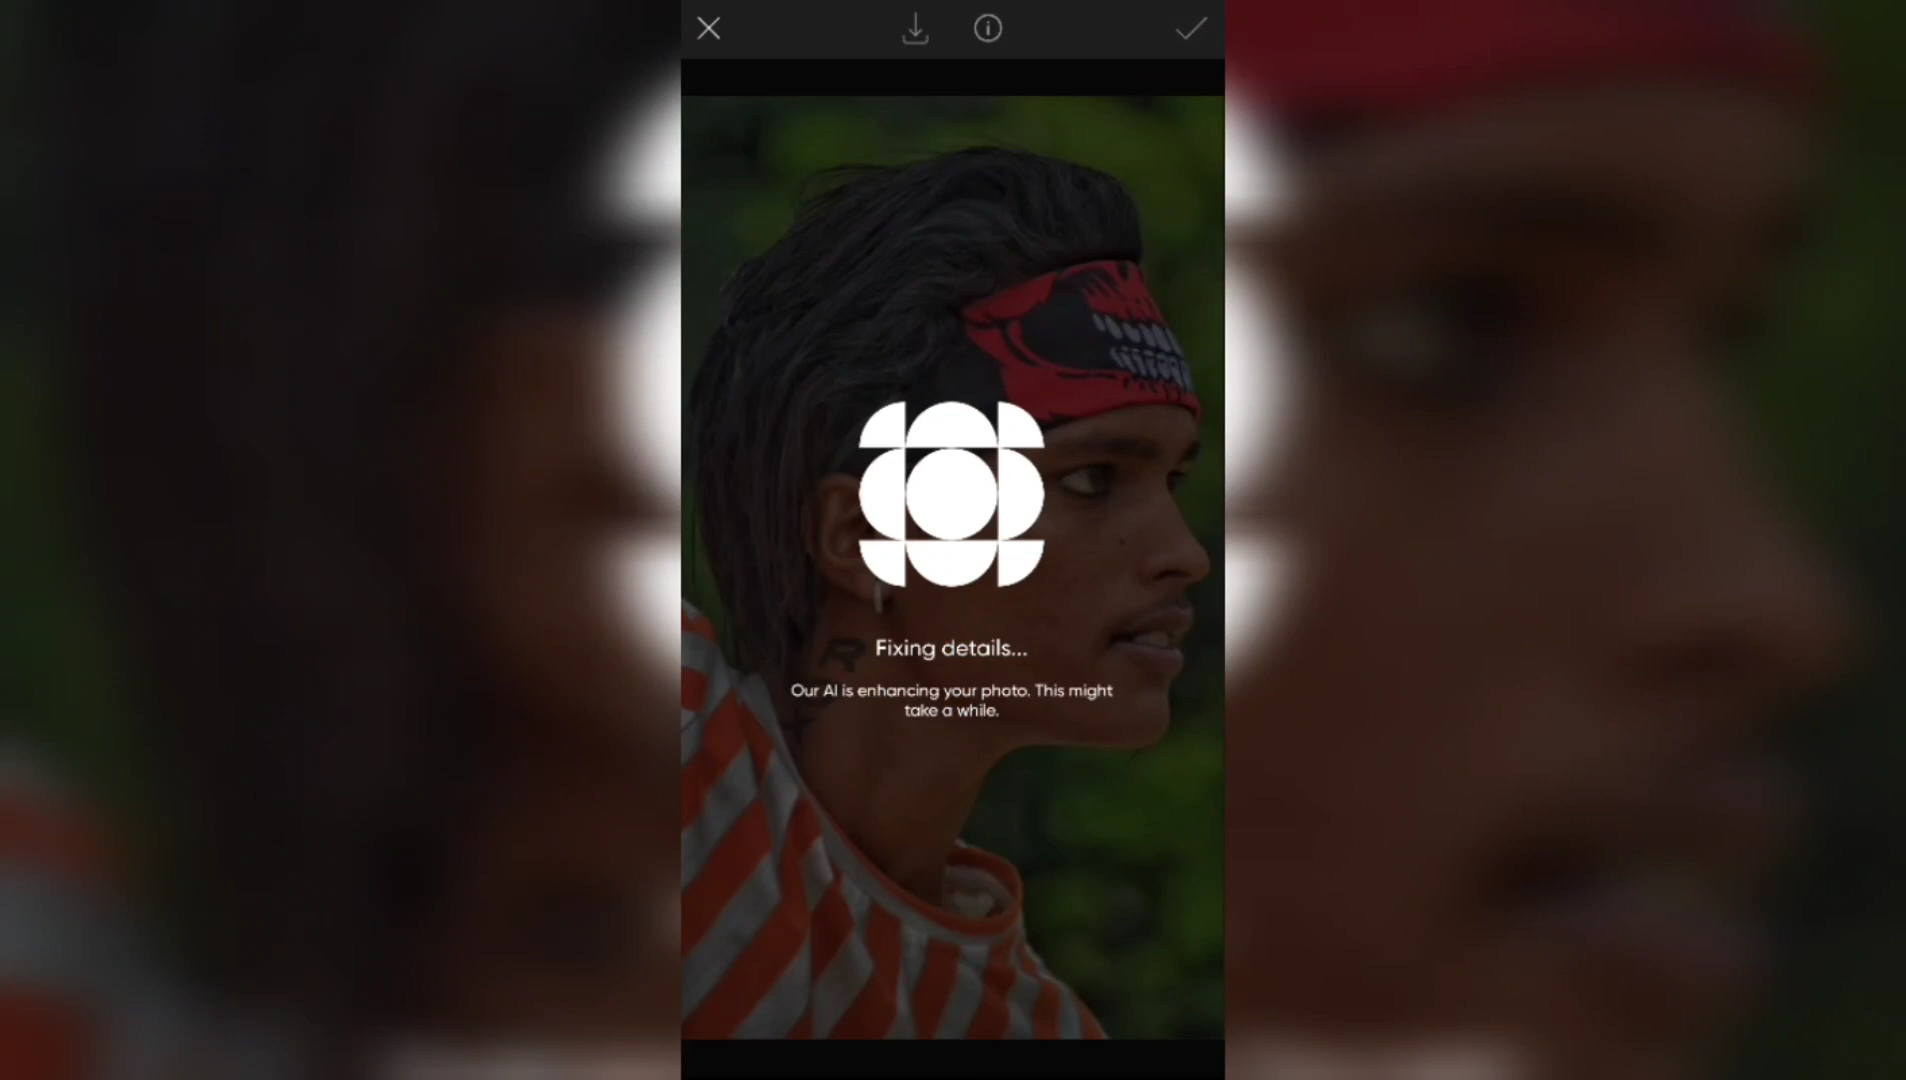 Fixing details...
Our AI is enhancing your photo. This might
take a while.